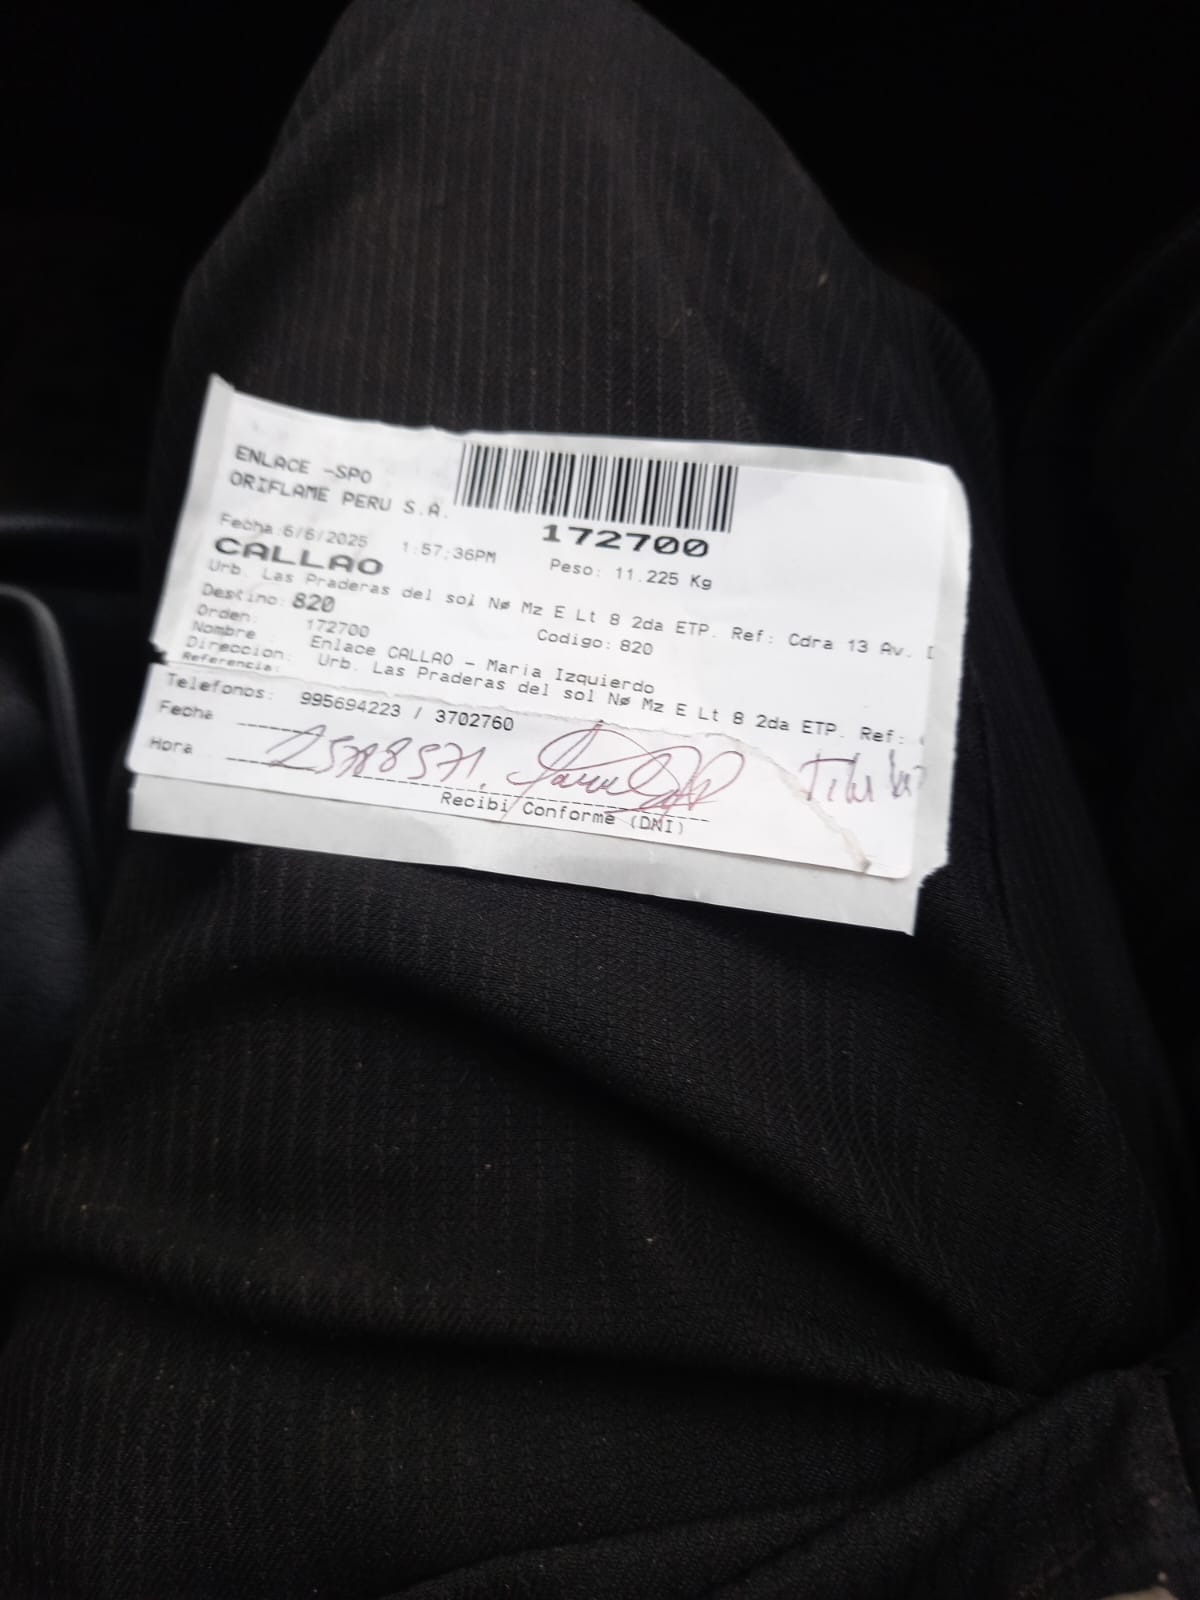 ENLACE -SPO
ORIFLAME PERU S.A.
172700
Fecha:6/6/2025 1:57:36PM Peso: 11.225 Kg
CALLAO
Urb. Las Praderas del sol Nø Mz E Lt 8 2da ETP. Ref: Cdra 13 Av.
Destino: 820 Codigo: 820
Orden: 172700
Nombre Enlace CALLAO - Maria Izquierdo
Direccion: Urb. Las Praderas del sol Nø Mz E Lt 8 2da ETP. Ref:
Referencia:
Telefonos: 995694223 / 3702760
Fecha
Hora
Recibi Conforme (DNI)